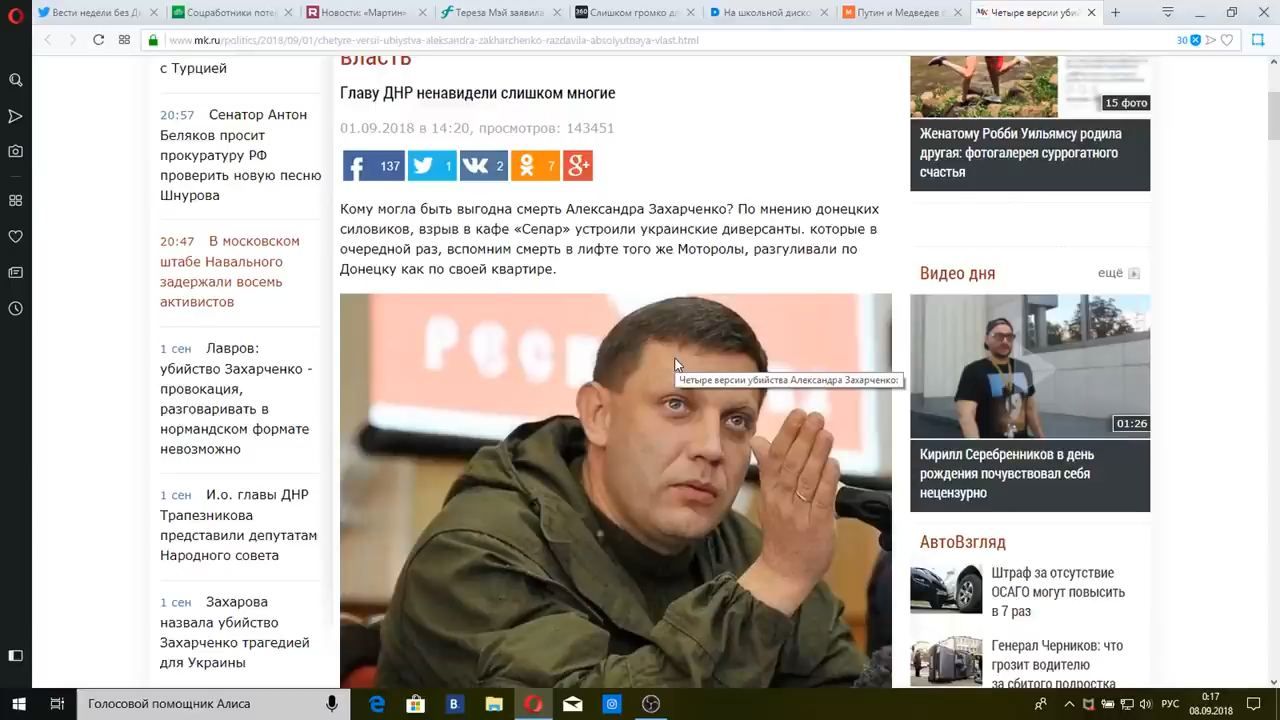 Вести недели без Дм
Соцработники поте
Новости: «Мартин»
Тереза Мэй заявила
Слишком громко д
На школьной диско
Путин и Медведев в
Четыре версии убий
www.mk.ru/politics/2018/09/01/chetyre-versii-ubiystva-aleksandra-zakharchenko-razdavila-absolyutnaya-vlast.html
30
с Турцией
20:57 Сенатор Антон
Беляков просит
прокуратуру РФ
проверить новую песню
Шнурова
20:47 В московском
штабе Навального
задержали восемь
активистов
1 сен Лавров:
убийство Захарченко -
провокация,
разговаривать в
нормандском формате
невозможно
1 сен И.о. главы ДНР
Трапезникова
представили депутатам
Народного совета
1 сен Захарова
назвала убийство
Захарченко трагедией
для Украины
власть
Главу ДНР ненавидели слишком многие
01.09.2018 в 14:20, просмотров: 143451
137
1
2
7
g+
Кому могла быть выгодна смерть Александра Захарченко? По мнению донецких
силовиков, взрыв в кафе «Сепар» устроили украинские диверсанты. которые в
очередной раз, вспомним смерть в лифте того же Моторолы, разгуливали по
Донецку как по своей квартире.
Четыре версии убийства Александра Захарченко:
15 фото
Женатому Робби Уильямсу родила
другая: фотогалерея суррогатного
счастья
Видео дня
ещё
01:26
Кирилл Серебренников в день
рождения почувствовал себя
нецензурно
АвтоВзгляд
Штраф за отсутствие
ОСАГО могут повысить
в 7 раз
Генерал Черников: что
грозит водителю
за сбитого подростка
Голосовой помощник Алиса
РУС
0:17
08.09.2018